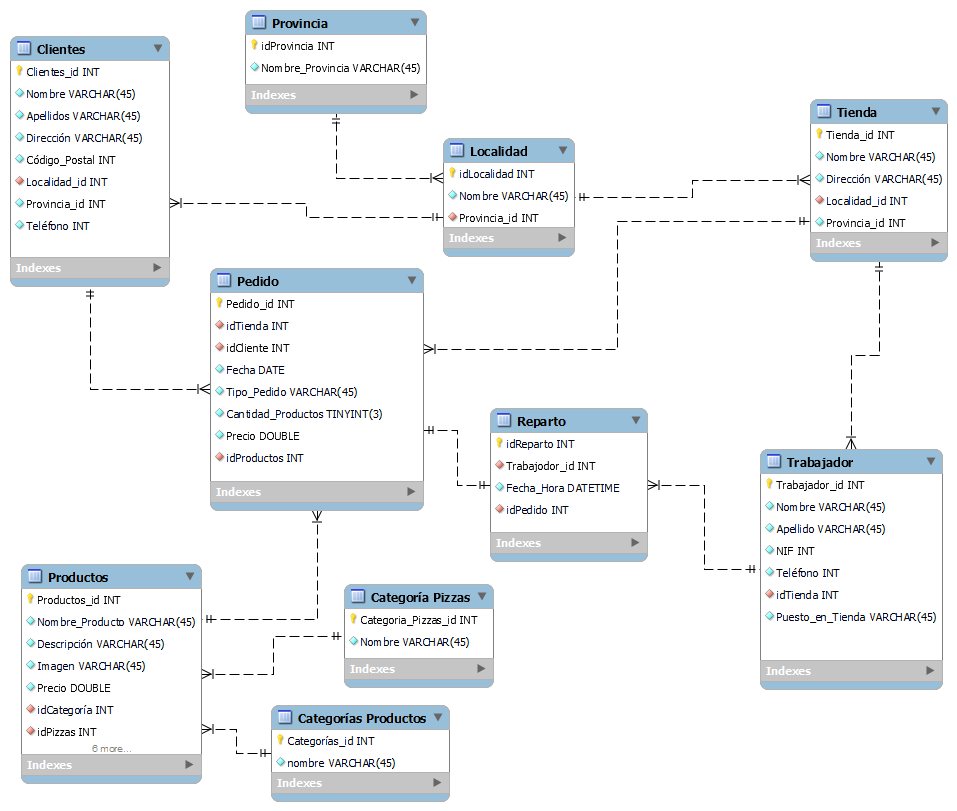 Provincia
idProvincia INT
Nombre_Provincia VARCHAR(45)
Indexes
Clientes
Clientes_id INT
Nombre VARCHAR(45)
Apellidos VARCHAR(45)
Dirección VARCHAR(45)
Código_Postal INT
Localidad_id INT
Provincia_id INT
Teléfono INT
Indexes
Localidad
idLocalidad INT
Nombre VARCHAR(45)
Provincia_id INT
Indexes
Tienda
Tienda_id INT
Nombre VARCHAR(45)
Dirección VARCHAR(45)
Localidad_id INT
Provincia_id INT
Indexes
Pedido
Pedido_id INT
idTienda INT
idCliente INT
Fecha DATE
Tipo_Pedido VARCHAR(45)
Cantidad_Productos TINYINT(3)
Precio DOUBLE
idProductos INT
Indexes
Reparto
idReparto INT
Trabajodor_id INT
Fecha_Hora DATETIME
idPedido INT
Indexes
Trabajador
Trabajador_id INT
Nombre VARCHAR(45)
Apellido VARCHAR(45)
NIF INT
Teléfono INT
idTienda INT
Puesto_en_Tienda VARCHAR(45)
Indexes
Productos
Productos_id INT
Nombre_Producto VARCHAR(45)
Descripción VARCHAR(45)
Imagen VARCHAR(45)
Precio DOUBLE
idCategoría INT
idPizzas INT
6 more...
Indexes
Categoría Pizzas
Categoria_Pizzas_id INT
Nombre VARCHAR(45)
Indexes
Categorías Productos
Categorías_id INT
nombre VARCHAR(45)
Indexes